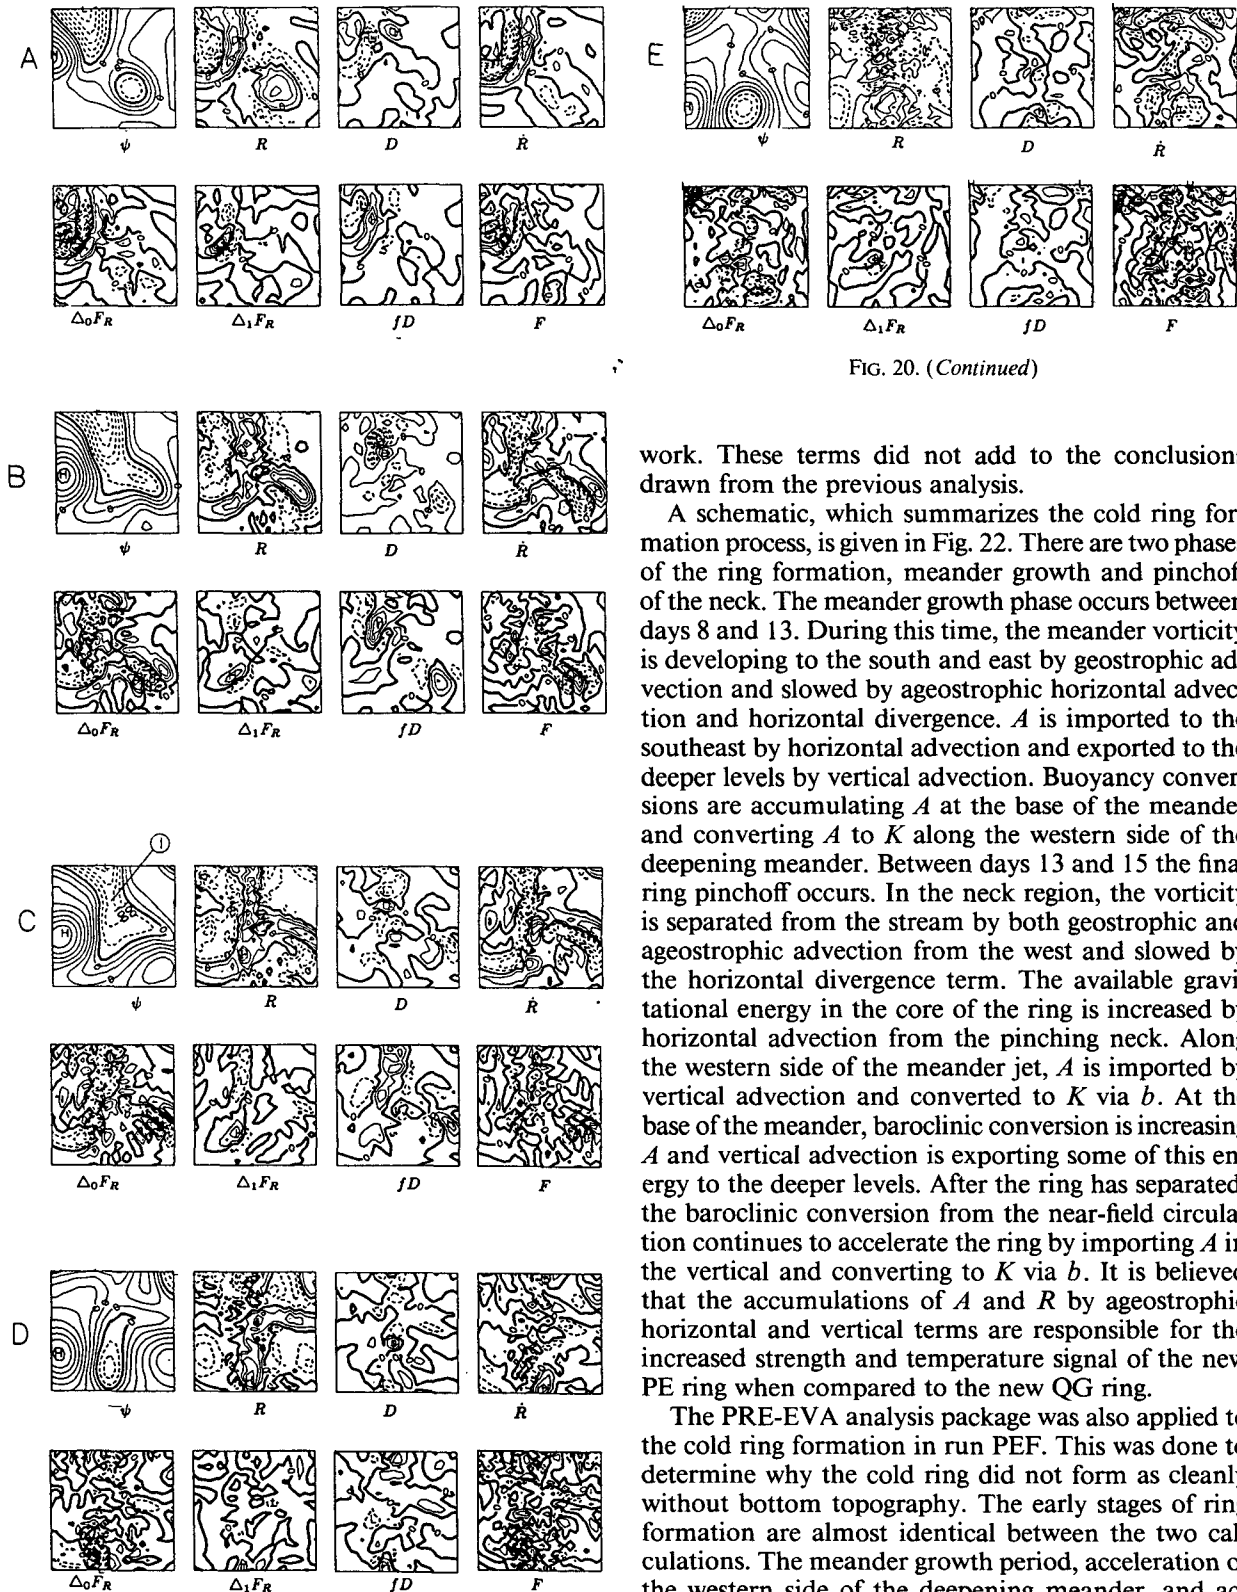 A
ψ R D Ṙ
Δ₀F_R Δ₁F_R fD F
B
H
ψ R D Ṙ
Δ₀F_R Δ₁F_R fD F
1
C
H
ψ R D Ṙ
Δ₀F_R Δ₁F_R fD F
D
H
ψ R D Ṙ
Δ₀F_R Δ₁F_R fD F
E
H
ψ R D Ṙ
Δ₀F_R Δ₁F_R fD F
FIG. 20. (Continued)
work. These terms did not add to the conclusion
drawn from the previous analysis.
A schematic, which summarizes the cold ring for
mation process, is given in Fig. 22. There are two phase
of the ring formation, meander growth and pinchof
of the neck. The meander growth phase occurs between
days 8 and 13. During this time, the meander vorticity
is developing to the south and east by geostrophic ad
vection and slowed by ageostrophic horizontal advec
tion and horizontal divergence. A is imported to th
southeast by horizontal advection and exported to the
deeper levels by vertical advection. Buoyancy conver
sions are accumulating A at the base of the meande
and converting A to K along the western side of the
deepening meander. Between days 13 and 15 the fina
ring pinchoff occurs. In the neck region, the vorticity
is separated from the stream by both geostrophic and
ageostrophic advection from the west and slowed by
the horizontal divergence term. The available gravi
tational energy in the core of the ring is increased by
horizontal advection from the pinching neck. Along
the western side of the meander jet, A is imported by
vertical advection and converted to K via b. At th
base of the meander, baroclinic conversion is increasing
A and vertical advection is exporting some of this en
ergy to the deeper levels. After the ring has separated
the baroclinic conversion from the near-field circula
tion continues to accelerate the ring by importing A in
the vertical and converting to K via b. It is believed
that the accumulations of A and R by ageostrophic
horizontal and vertical terms are responsible for the
increased strength and temperature signal of the new
PE ring when compared to the new QG ring.
The PRE-EVA analysis package was also applied to
the cold ring formation in run PEF. This was done to
determine why the cold ring did not form as cleanly
without bottom topography. The early stages of ring
formation are almost identical between the two cal
culations. The meander growth period, acceleration o
the western side of the deepening meander, and ac